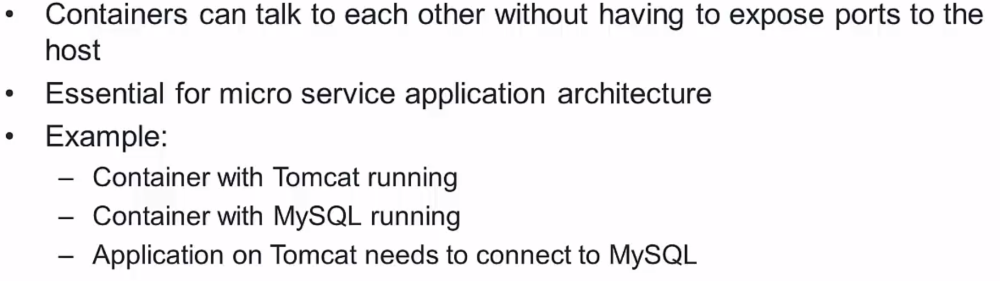 • Containers can talk to each other without having to expose ports to the
host
• Essential for micro service application architecture
• Example:
– Container with Tomcat running
– Container with MySQL running
– Application on Tomcat needs to connect to MySQL